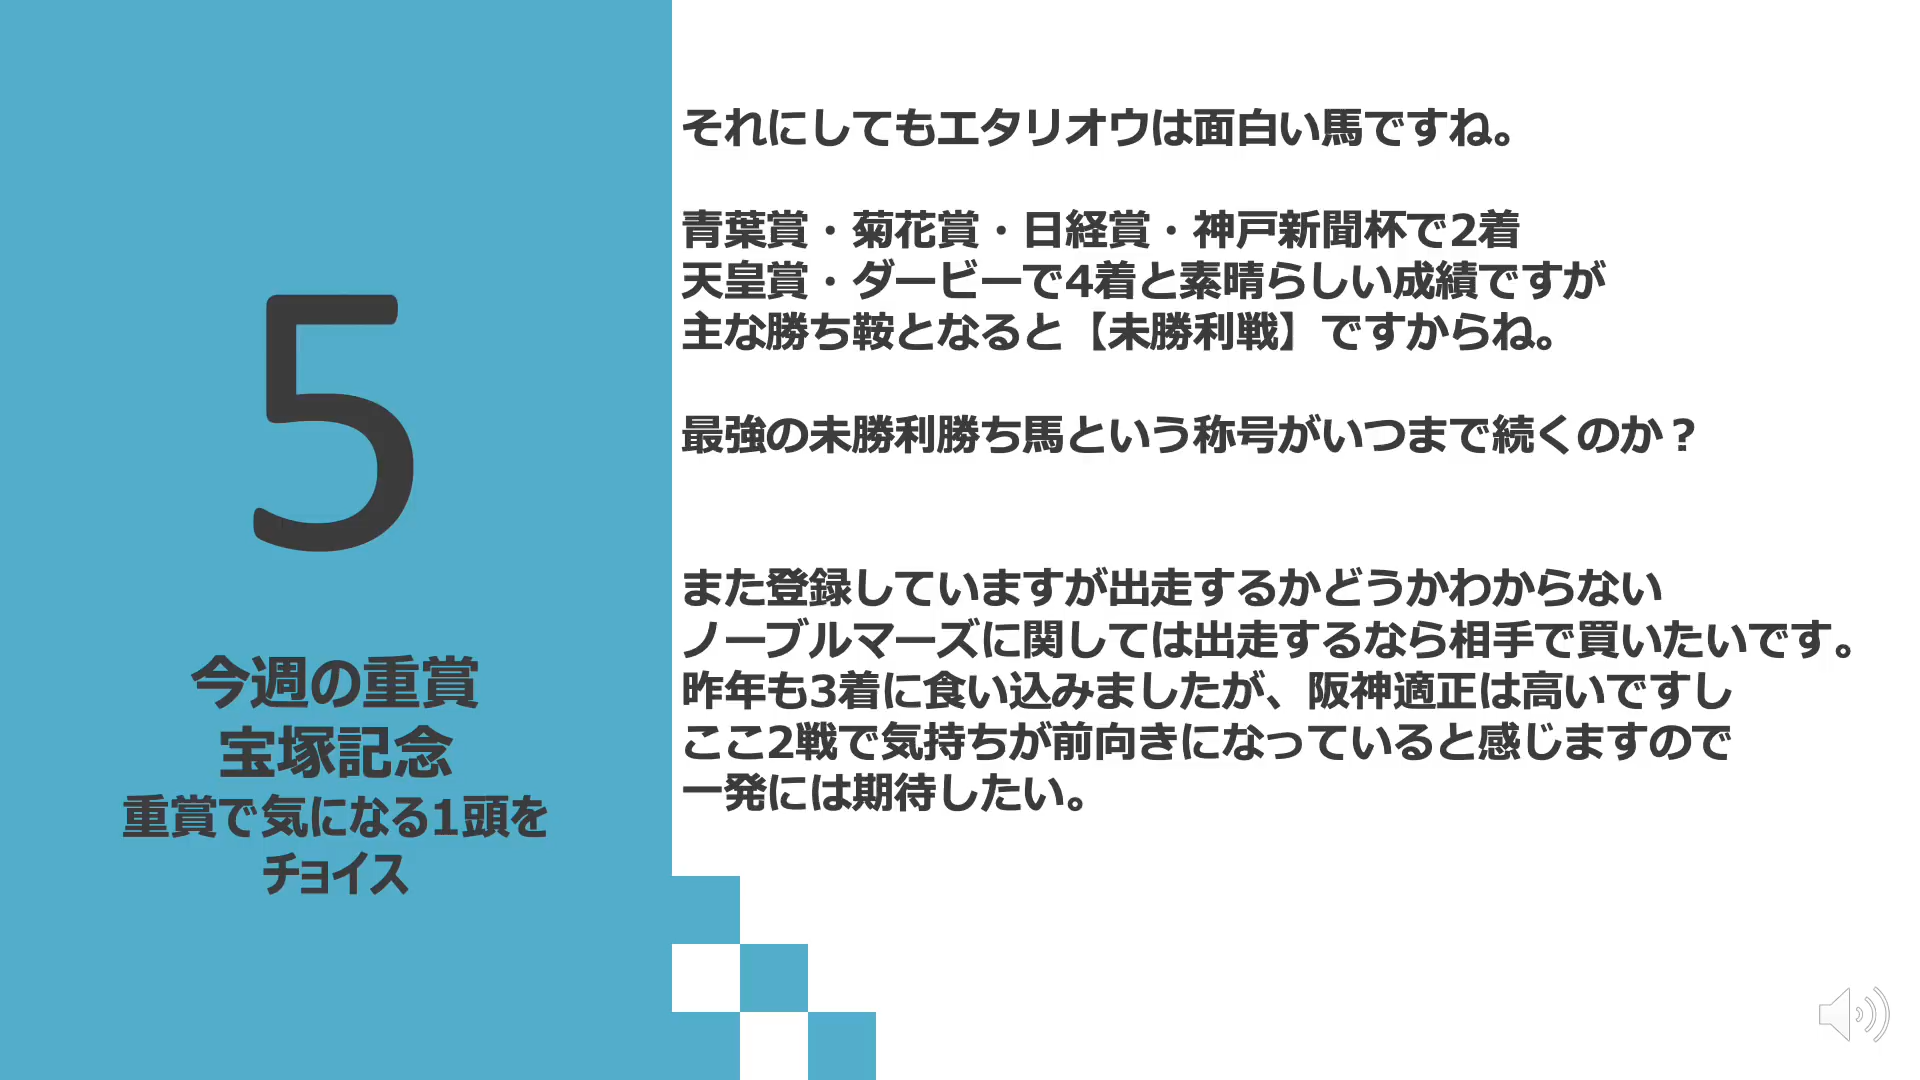 5
今週の重賞
宝塚記念
重賞で気になる1頭を
チョイス
それにしてもエタリオウは面白い馬ですね。
青葉賞・菊花賞・日経賞・神戸新聞杯で2着
天皇賞・ダービーで4着と素晴らしい成績ですが
主な勝ち鞍となると【未勝利戦】ですからね。
最強の未勝利勝ち馬という称号がいつまで続くのか？
また登録していますが出走するかどうかわからない
ノーブルマーズに関しては出走するなら相手で買いたいです。
昨年も3着に食い込みましたが、阪神適正は高いですし
ここ2戦で気持ちが前向きになっていると感じますので
一発には期待したい。